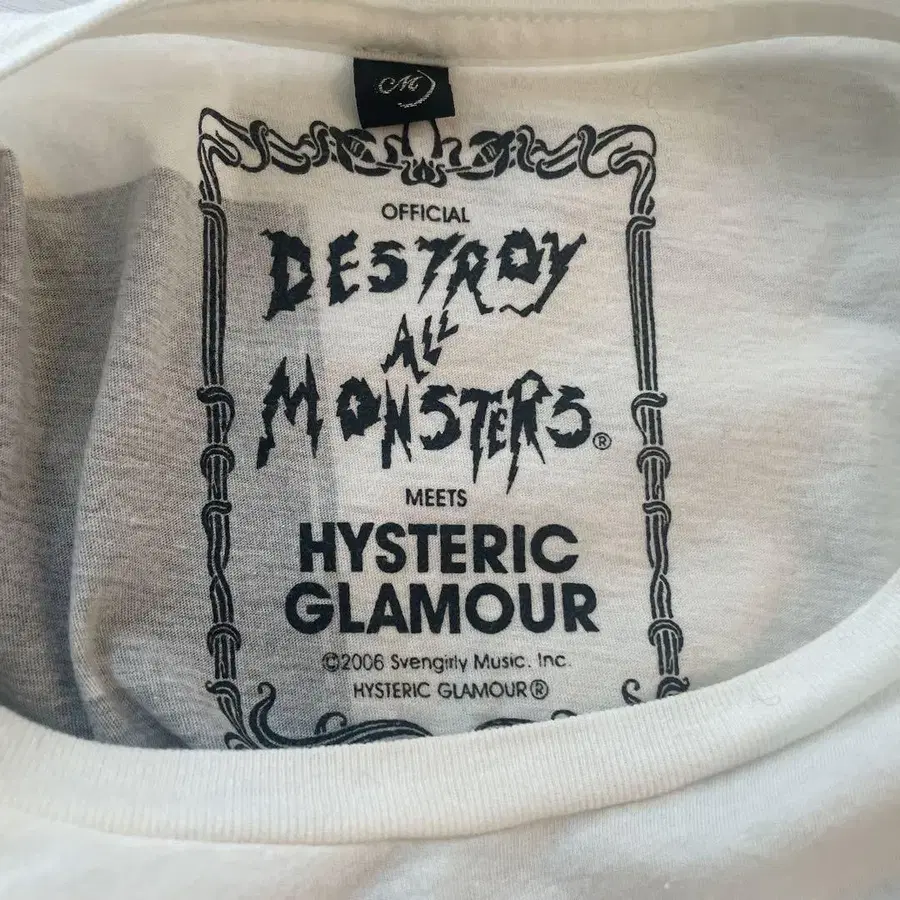 M
OFFICIAL
DESTROY
ALL
MONSTERS®
MEETS
HYSTERIC
GLAMOUR
©2006 Svengirly Music. Inc.
HYSTERIC GLAMOUR®